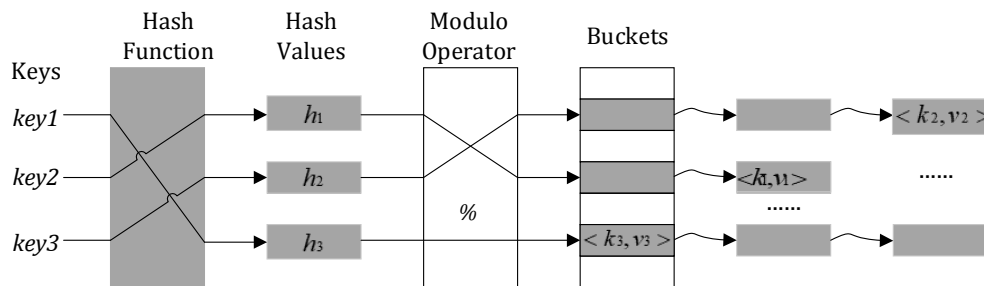 Hash Function
Hash Values
Modulo Operator
Buckets
Keys
key1
h1
< k2, v2 >
key2
h2
<k1,v1>
......
......
%
key3
h3
< k3, v3 >